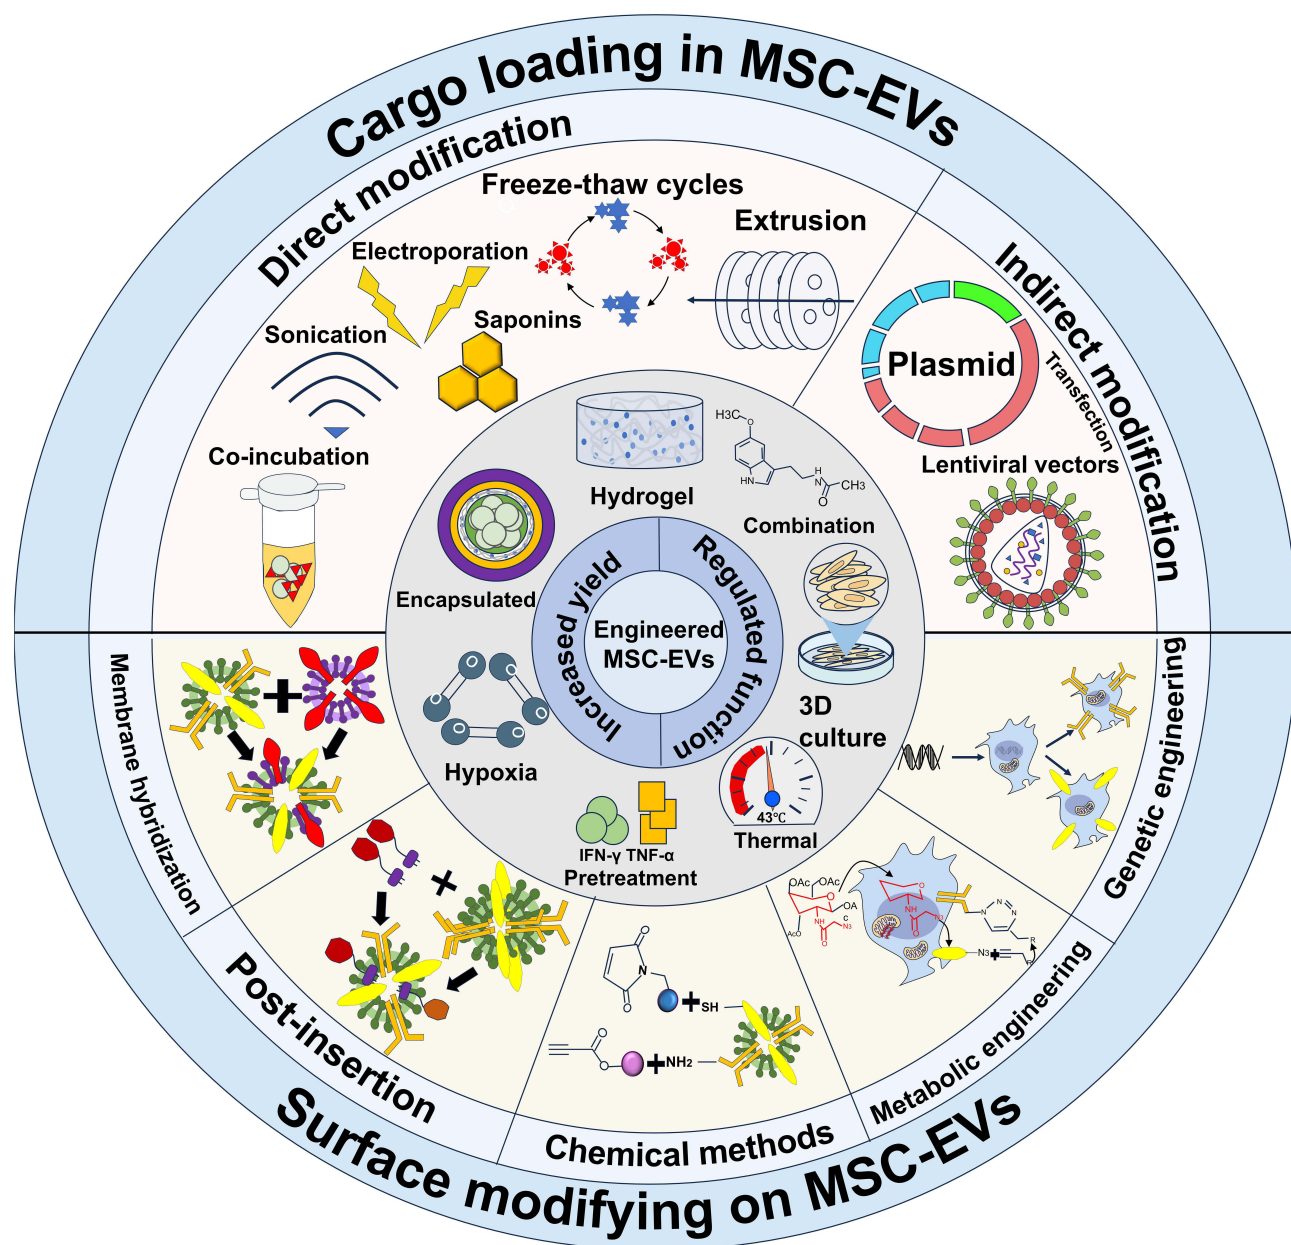 Cargo loading in MSC-EVs
Direct modification
Indirect modification
Freeze-thaw cycles
Extrusion
Electroporation
Saponins
Sonication
Co-incubation
Plasmid
Transfection
Lentiviral vectors
Hydrogel
H3C
O
HN
H
N
O
CH3
Combination
Encapsulated
Increased yield
Regulated function
Engineered
MSC-EVs
3D
culture
Hypoxia
O
O
O
O
O
O
43℃
Thermal
IFN-γ TNF-α
Pretreatment
Membrane hybridization
Post-insertion
Chemical methods
O
N
O
SH
O
O
NH2
Metabolic engineering
OAc
OAc
O
OA
c
NH
AcO
O
N3
O
NH
O
N3
N
N
N
R
N3
R
Genetic engineering
Surface modifying on MSC-EVs